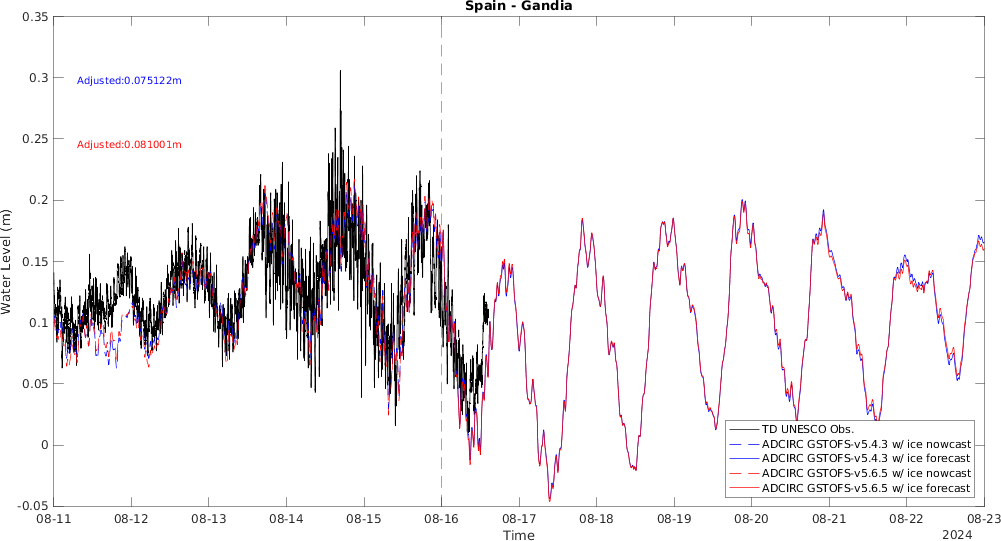 Spain - Gandia
0.35
0.3
0.25
0.2
0.15
0.1
0.05
0
-0.05
Water Level (m)
Adjusted:0.075122m
Adjusted:0.081001m
TD UNESCO Obs.
ADCIRC GSTOFS-v5.4.3 w/ ice nowcast
ADCIRC GSTOFS-v5.4.3 w/ ice forecast
ADCIRC GSTOFS-v5.6.5 w/ ice nowcast
ADCIRC GSTOFS-v5.6.5 w/ ice forecast
08-11 08-12 08-13 08-14 08-15 08-16 08-17 08-18 08-19 08-20 08-21 08-22 08-23
Time
2024